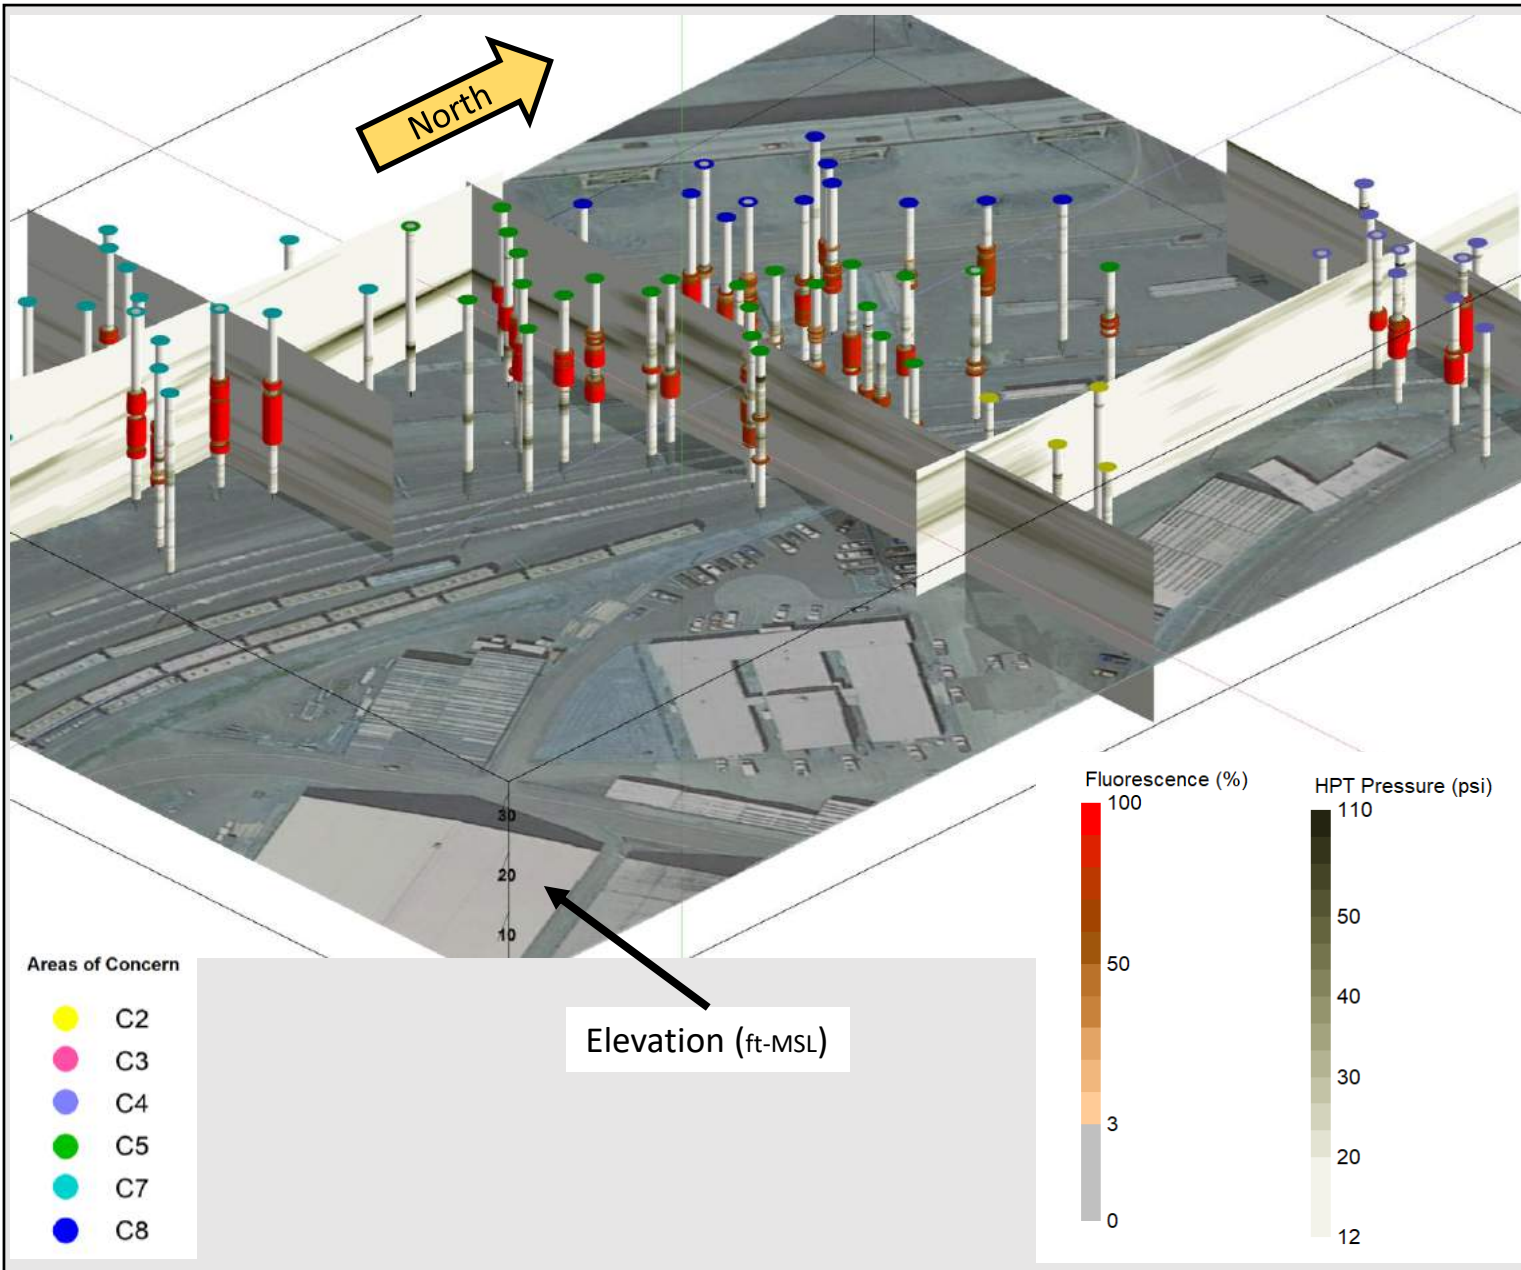 North
30
20
10
Elevation (ft-MSL)
Areas of Concern
C2
C3
C4
C5
C7
C8
Fluorescence (%)
100
50
3
0
HPT Pressure (psi)
110
50
40
30
20
12